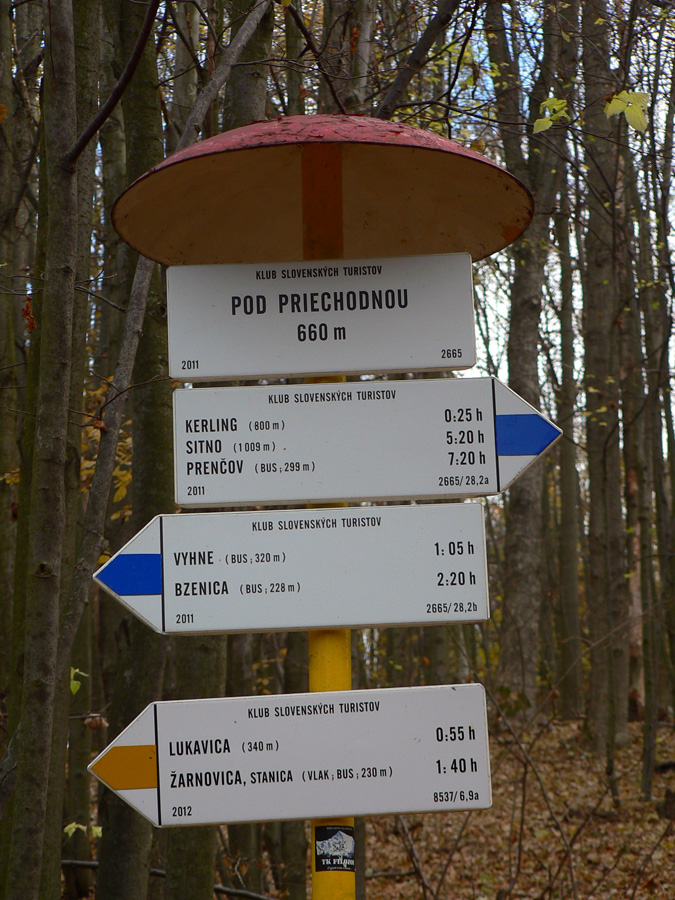 KLUB SLOVENSKÝCH TURISTOV
POD PRIECHODNOU
660 m
2011 2665
KLUB SLOVENSKÝCH TURISTOV
KERLING (800 m) 0:25 h
SITNO (1 009 m) 5:20 h
PRENČOV (BUS; 299 m) 7:20 h
2011 2665/28,2a
KLUB SLOVENSKÝCH TURISTOV
VYHNE (BUS; 320 m) 1:05 h
BZENICA (BUS; 228 m) 2:20 h
2011 2665/28,2b
KLUB SLOVENSKÝCH TURISTOV
LUKAVICA (340 m) 0:55 h
ŽARNOVICA, STANICA (VLAK; BUS; 230 m) 1:40 h
2012 8537/6,9a